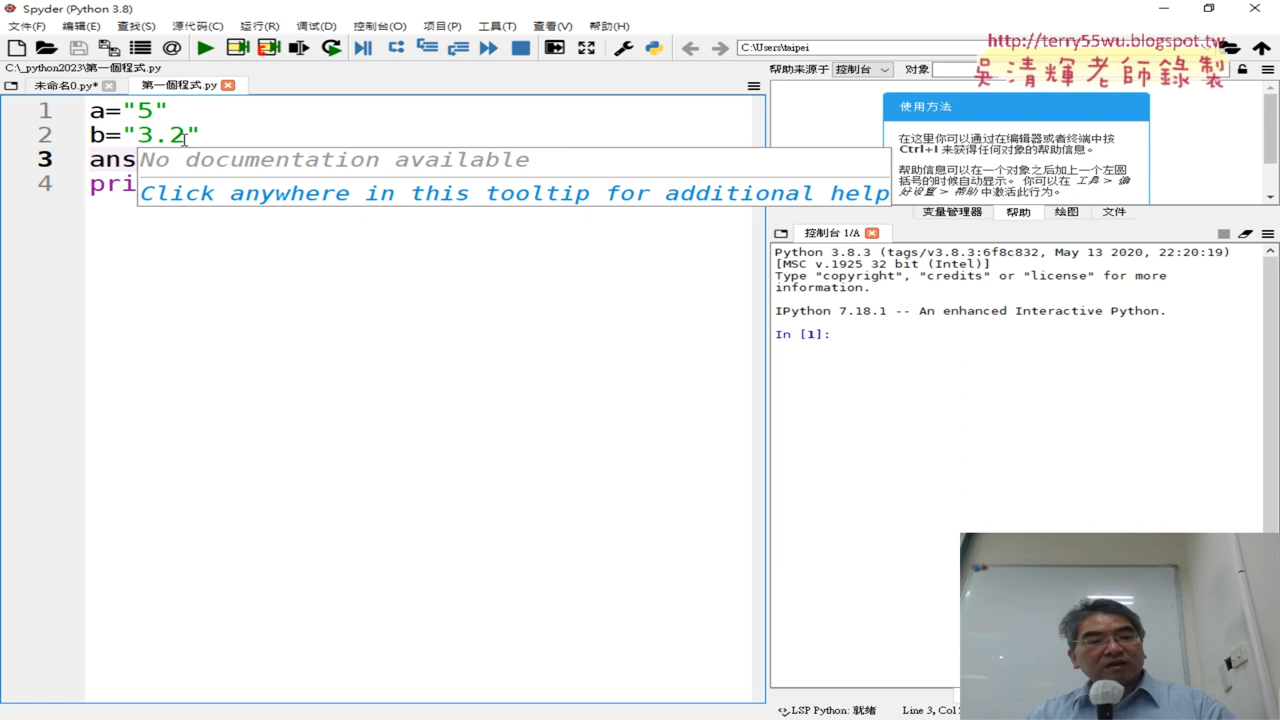 Spyder (Python 3.8)
文件(F) 编辑(E) 查找(S) 源代码(C) 运行(R) 调试(D) 控制台(O) 项目(P) 工具(T) 查看(V) 帮助(H)
C:\Users\taipei
http://terry55wu.blogspot.tw
吳清輝老師錄製
C:\_python2023\第一個程式.py
帮助来源于 控制台 对象
未命名0.py* 第一個程式.py
1 a="5"
2 b="3.2"
3 ans
4 pri
No documentation available
Click anywhere in this tooltip for additional help
使用方法
在这里你可以通过在编辑器或者终端中按
Ctrl+I 来获得任何对象的帮助信息。
帮助信息可以在一个对象之后加上一个左圆
括号的时候自动显示。 你可以在 工具 > 偏
好设置 > 帮助 中激活此行为。
变量管理器 帮助 绘图 文件
控制台 1/A
Python 3.8.3 (tags/v3.8.3:6f8c832, May 13 2020, 22:20:19)
[MSC v.1925 32 bit (Intel)]
Type "copyright", "credits" or "license" for more
information.
IPython 7.18.1 -- An enhanced Interactive Python.
In [1]:
LSP Python: 就绪 Line 3, Col